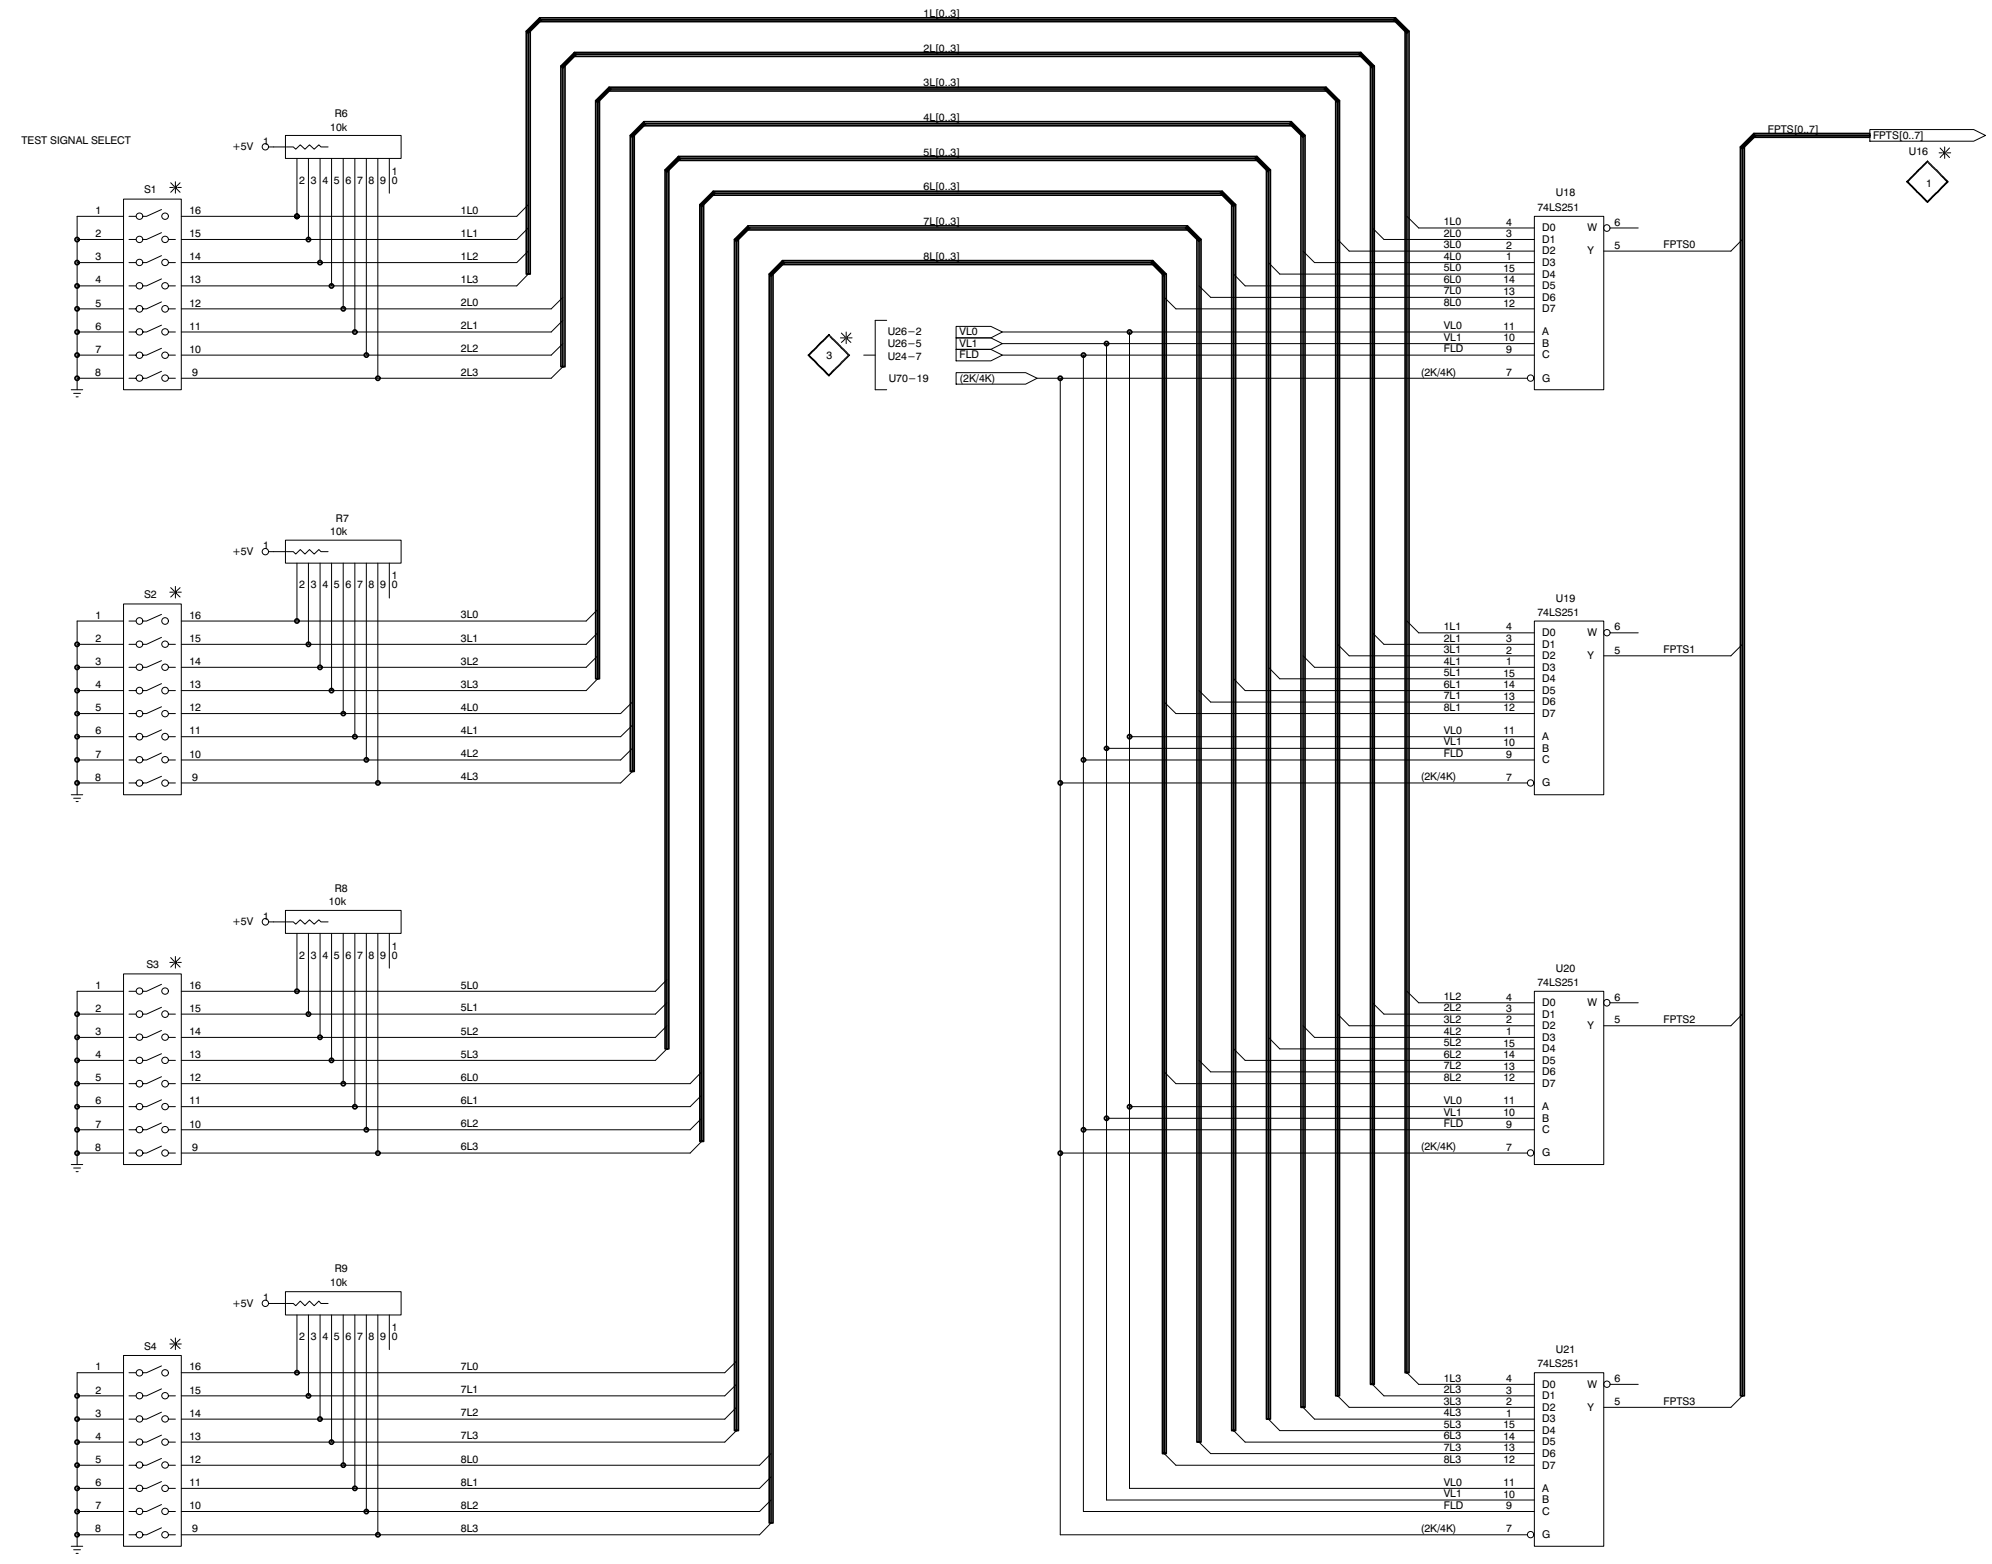 1L[0..3]
2L[0..3]
3L[0..3]
4L[0..3]
5L[0..3]
6L[0..3]
7L[0..3]
8L[0..3]
TEST SIGNAL SELECT
R6
10k
+5V 1
2 3 4 5 6 7 8 9 10
S1
1 16 1L0
2 15 1L1
3 14 1L2
4 13 1L3
5 12 2L0
6 11 2L1
7 10 2L2
8 9 2L3
R7
10k
+5V 1
2 3 4 5 6 7 8 9 10
S2
1 16 3L0
2 15 3L1
3 14 3L2
4 13 3L3
5 12 4L0
6 11 4L1
7 10 4L2
8 9 4L3
R8
10k
+5V 1
2 3 4 5 6 7 8 9 10
S3
1 16 5L0
2 15 5L1
3 14 5L2
4 13 5L3
5 12 6L0
6 11 6L1
7 10 6L2
8 9 6L3
R9
10k
+5V 1
2 3 4 5 6 7 8 9 10
S4
1 16 7L0
2 15 7L1
3 14 7L2
4 13 7L3
5 12 8L0
6 11 8L1
7 10 8L2
8 9 8L3
3
U26-2 VL0
U26-5 VL1
U24-7 FLD
U70-19 (2K/4K)
U18
74LS251
1L0 4 D0 W 6
2L0 3 D1
3L0 2 D2 Y 5 FPTS0
4L0 1 D3
5L0 15 D4
6L0 14 D5
7L0 13 D6
8L0 12 D7
VL0 11 A
VL1 10 B
FLD 9 C
(2K/4K) 7 G
U19
74LS251
1L1 4 D0 W 6
2L1 3 D1
3L1 2 D2 Y 5 FPTS1
4L1 1 D3
5L1 15 D4
6L1 14 D5
7L1 13 D6
8L1 12 D7
VL0 11 A
VL1 10 B
FLD 9 C
(2K/4K) 7 G
U20
74LS251
1L2 4 D0 W 6
2L2 3 D1
3L2 2 D2 Y 5 FPTS2
4L2 1 D3
5L2 15 D4
6L2 14 D5
7L2 13 D6
8L2 12 D7
VL0 11 A
VL1 10 B
FLD 9 C
(2K/4K) 7 G
U21
74LS251
1L3 4 D0 W 6
2L3 3 D1
3L3 2 D2 Y 5 FPTS3
4L3 1 D3
5L3 15 D4
6L3 14 D5
7L3 13 D6
8L3 12 D7
VL0 11 A
VL1 10 B
FLD 9 C
(2K/4K) 7 G
FPTS[0..7] FPTS[0..7]
U16
1